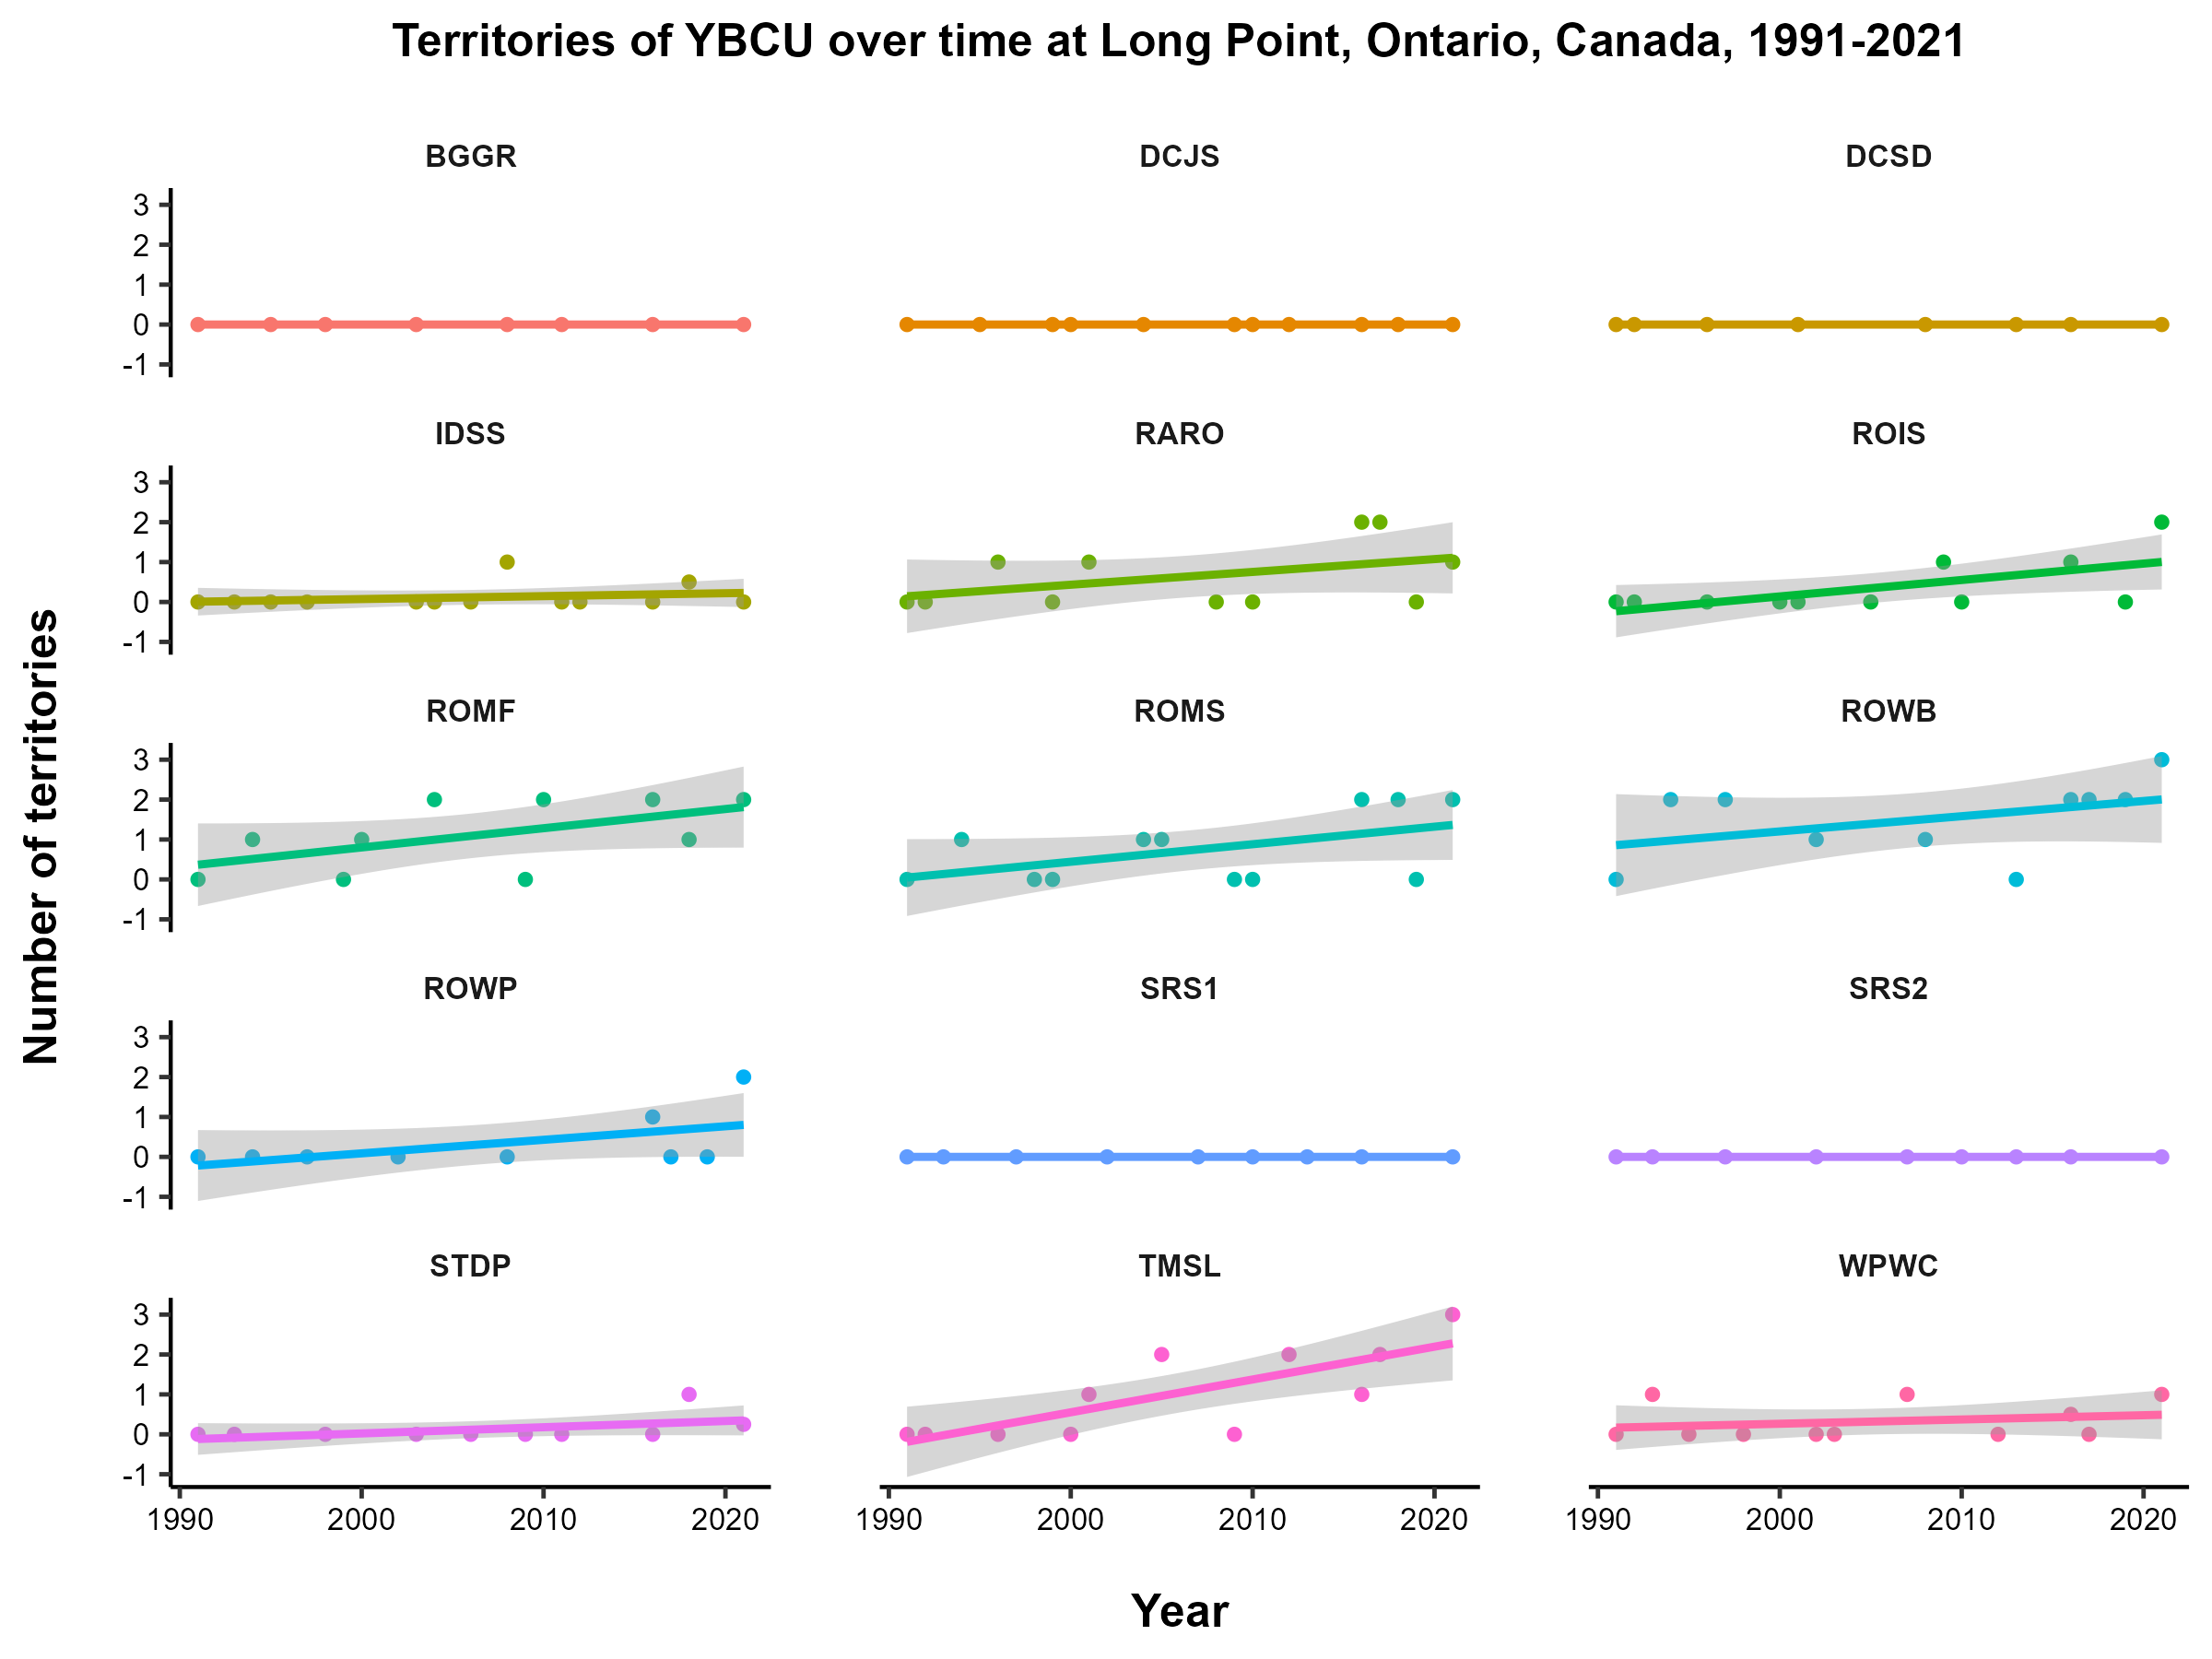 Territories of YBCU over time at Long Point, Ontario, Canada, 1991-2021
BGGR DCJS DCSD
3
2
1
0
-1
IDSS RARO ROIS
3
2
1
0
-1
ROMF ROMS ROWB
3
2
1
0
-1
ROWP SRS1 SRS2
3
2
1
0
-1
STDP TMSL WPWC
3
2
1
0
-1
1990 2000 2010 2020 1990 2000 2010 2020 1990 2000 2010 2020
Number of territories
Year